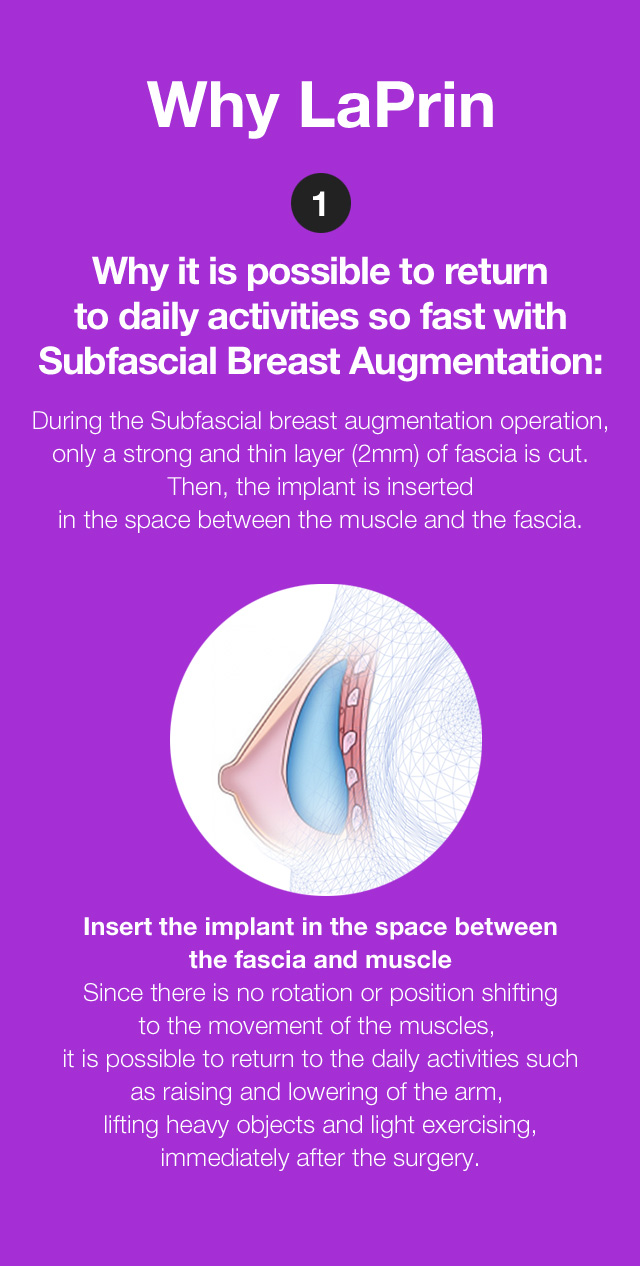 Why LaPrin
1
Why it is possible to return
to daily activities so fast with
Subfascial Breast Augmentation:
During the Subfascial breast augmentation operation,
only a strong and thin layer (2mm) of fascia is cut.
Then, the implant is inserted
in the space between the muscle and the fascia.
Insert the implant in the space between
the fascia and muscle
Since there is no rotation or position shifting
to the movement of the muscles,
it is possible to return to the daily activities such
as raising and lowering of the arm,
lifting heavy objects and light exercising,
immediately after the surgery.